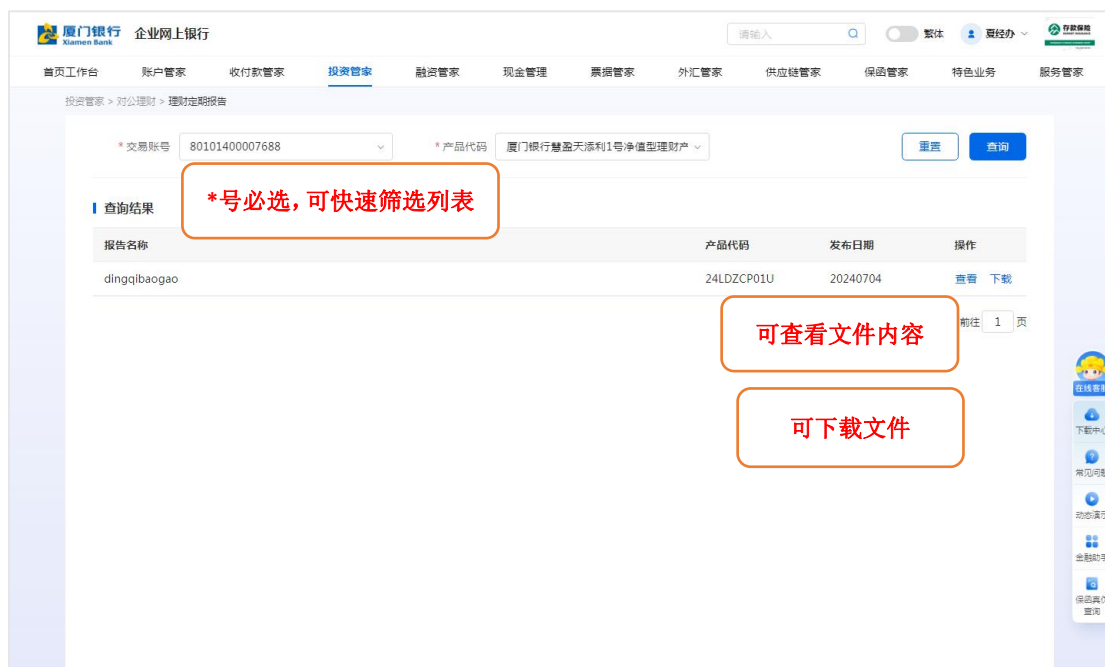 厦门银行 企业网上银行
Xiamen Bank
请输入
繁体
夏经办
存款保险
首页工作台 账户管家 收付款管家 投资管家 融资管家 现金管理 票据管家 外汇管家 供应链管家 保函管家 特色业务 服务管家
投资管家 > 对公理财 > 理财定期报告
* 交易账号 80101400007688 * 产品代码 厦门银行慧盈天添利1号净值型理财产 重置 查询
*号必选，可快速筛选列表
查询结果
报告名称 产品代码 发布日期 操作
dingqibaogao 24LDZCP01U 20240704 查看 下载
可查看文件内容
前往 1 页
可下载文件
在线客服
下载中心
常见问题
动态演示
金融助手
保函真伪
查询